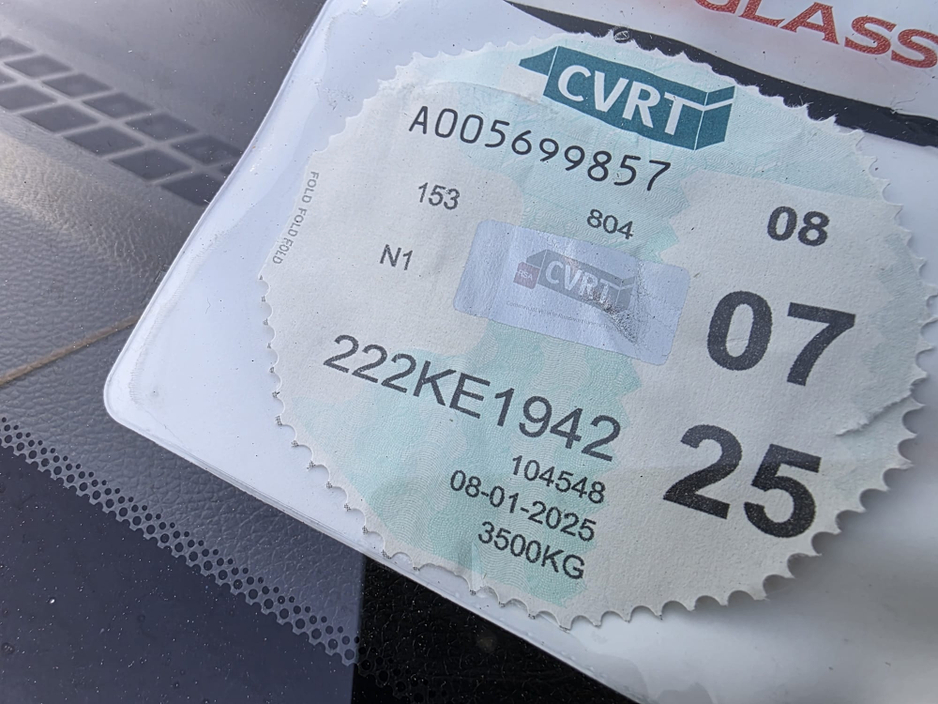 GLASS
CVRT
A005699857
153 804 08
N1
RSA CVRT
07
222KE1942
25
104548
08-01-2025
3500KG
FOLD FOLD FOLD